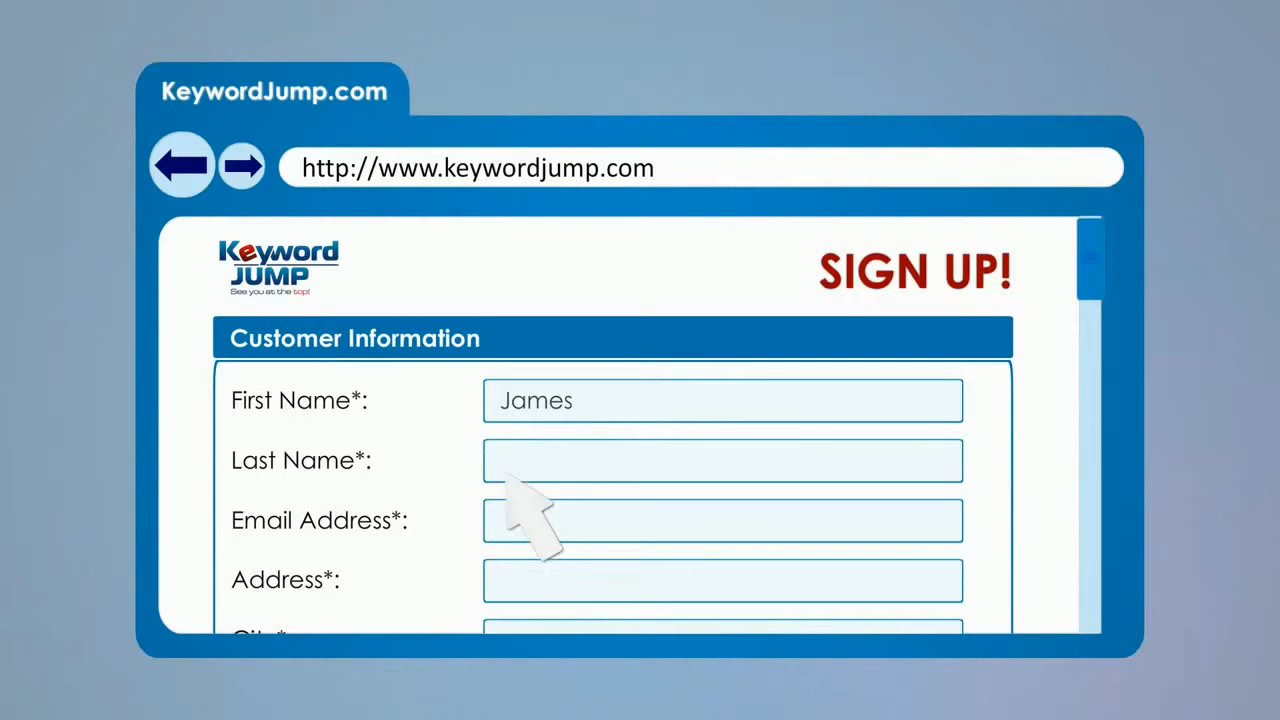 KeywordJump.com
http://www.keywordjump.com
Keyword
JUMP
See you at the top!
SIGN UP!
Customer Information
First Name*:
James
Last Name*:
Email Address*:
Address*: